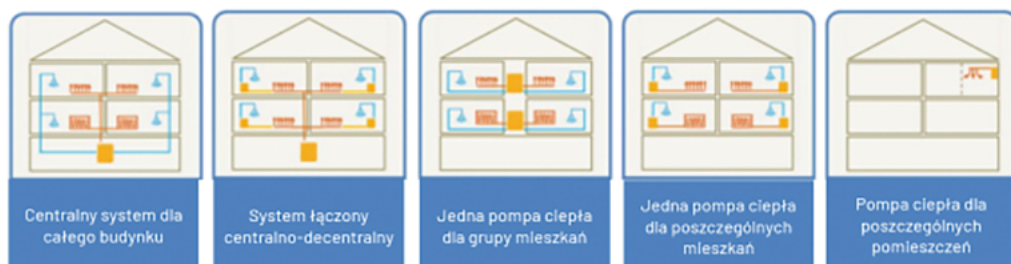 Centralny system dla
całego budynku
System łączony
centralno-decentralny
Jedna pompa ciepła
dla grupy mieszkań
Jedna pompa ciepła
dla poszczególnych
mieszkań
Pompa ciepła dla
poszczególnych
pomieszczeń